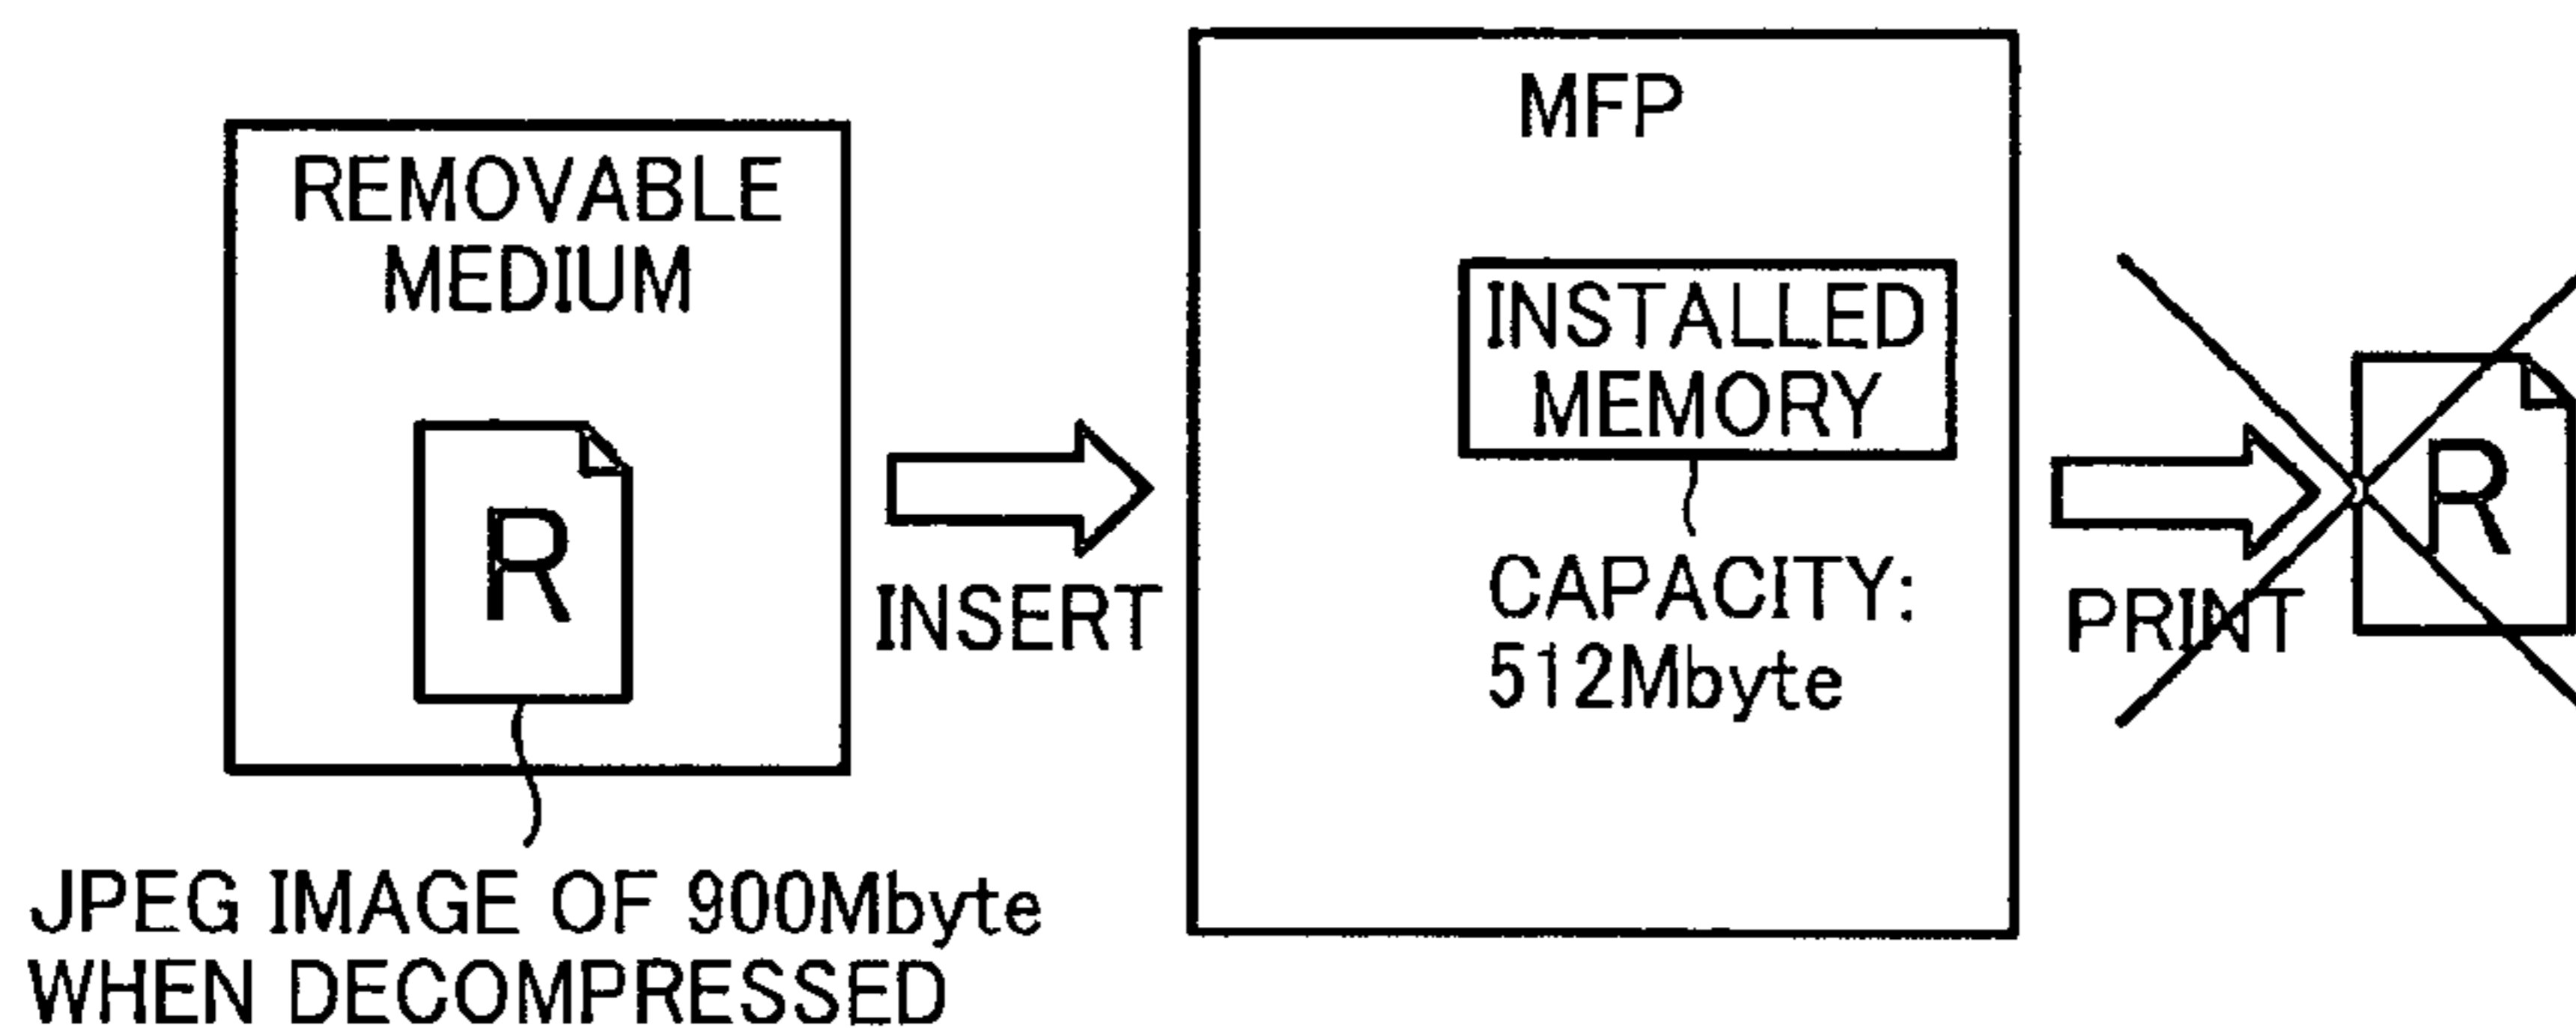 REMOVABLE
MEDIUM
R
JPEG IMAGE OF 900Mbyte
WHEN DECOMPRESSED
INSERT
MFP
INSTALLED
MEMORY
CAPACITY:
512Mbyte
PRINT
R